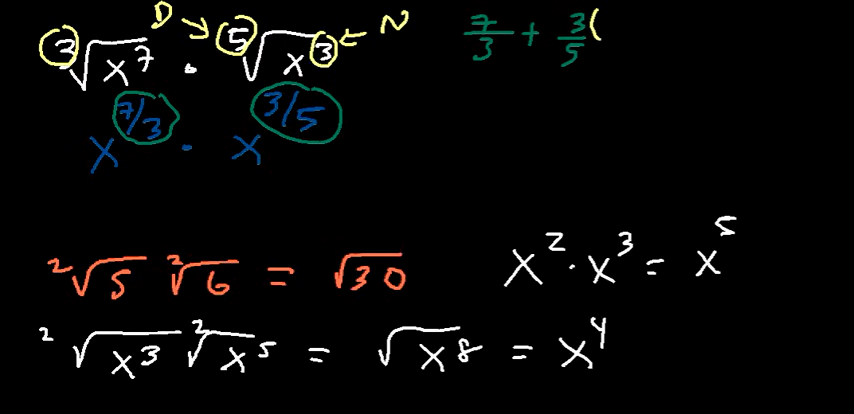 D → ← N
∛x⁷ · ⁵√x³    7/3 + 3/5 (
x^(7/3) · x^(3/5)
²√5 ²√6 = √30    x² · x³ = x⁵
²√x³ ²√x⁵ = √x⁸ = x⁴